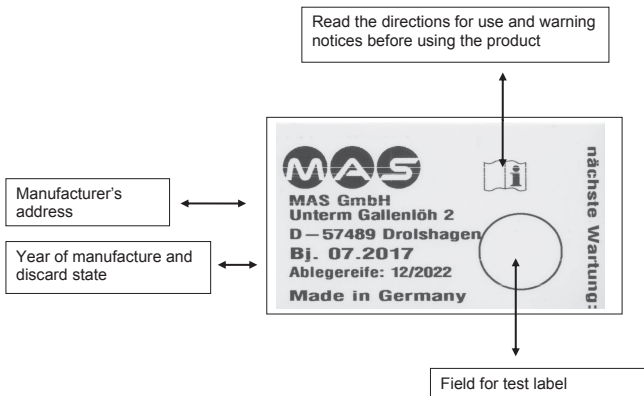 Read the directions for use and warning
notices before using the product
MAS
MAS GmbH
Unterm Gallenlöh 2
D – 57489 Drolshagen
Bj. 07.2017
Ablegereife: 12/2022
Made in Germany
nächste Wartung:
Manufacturer's
address
Year of manufacture and
discard state
Field for test label